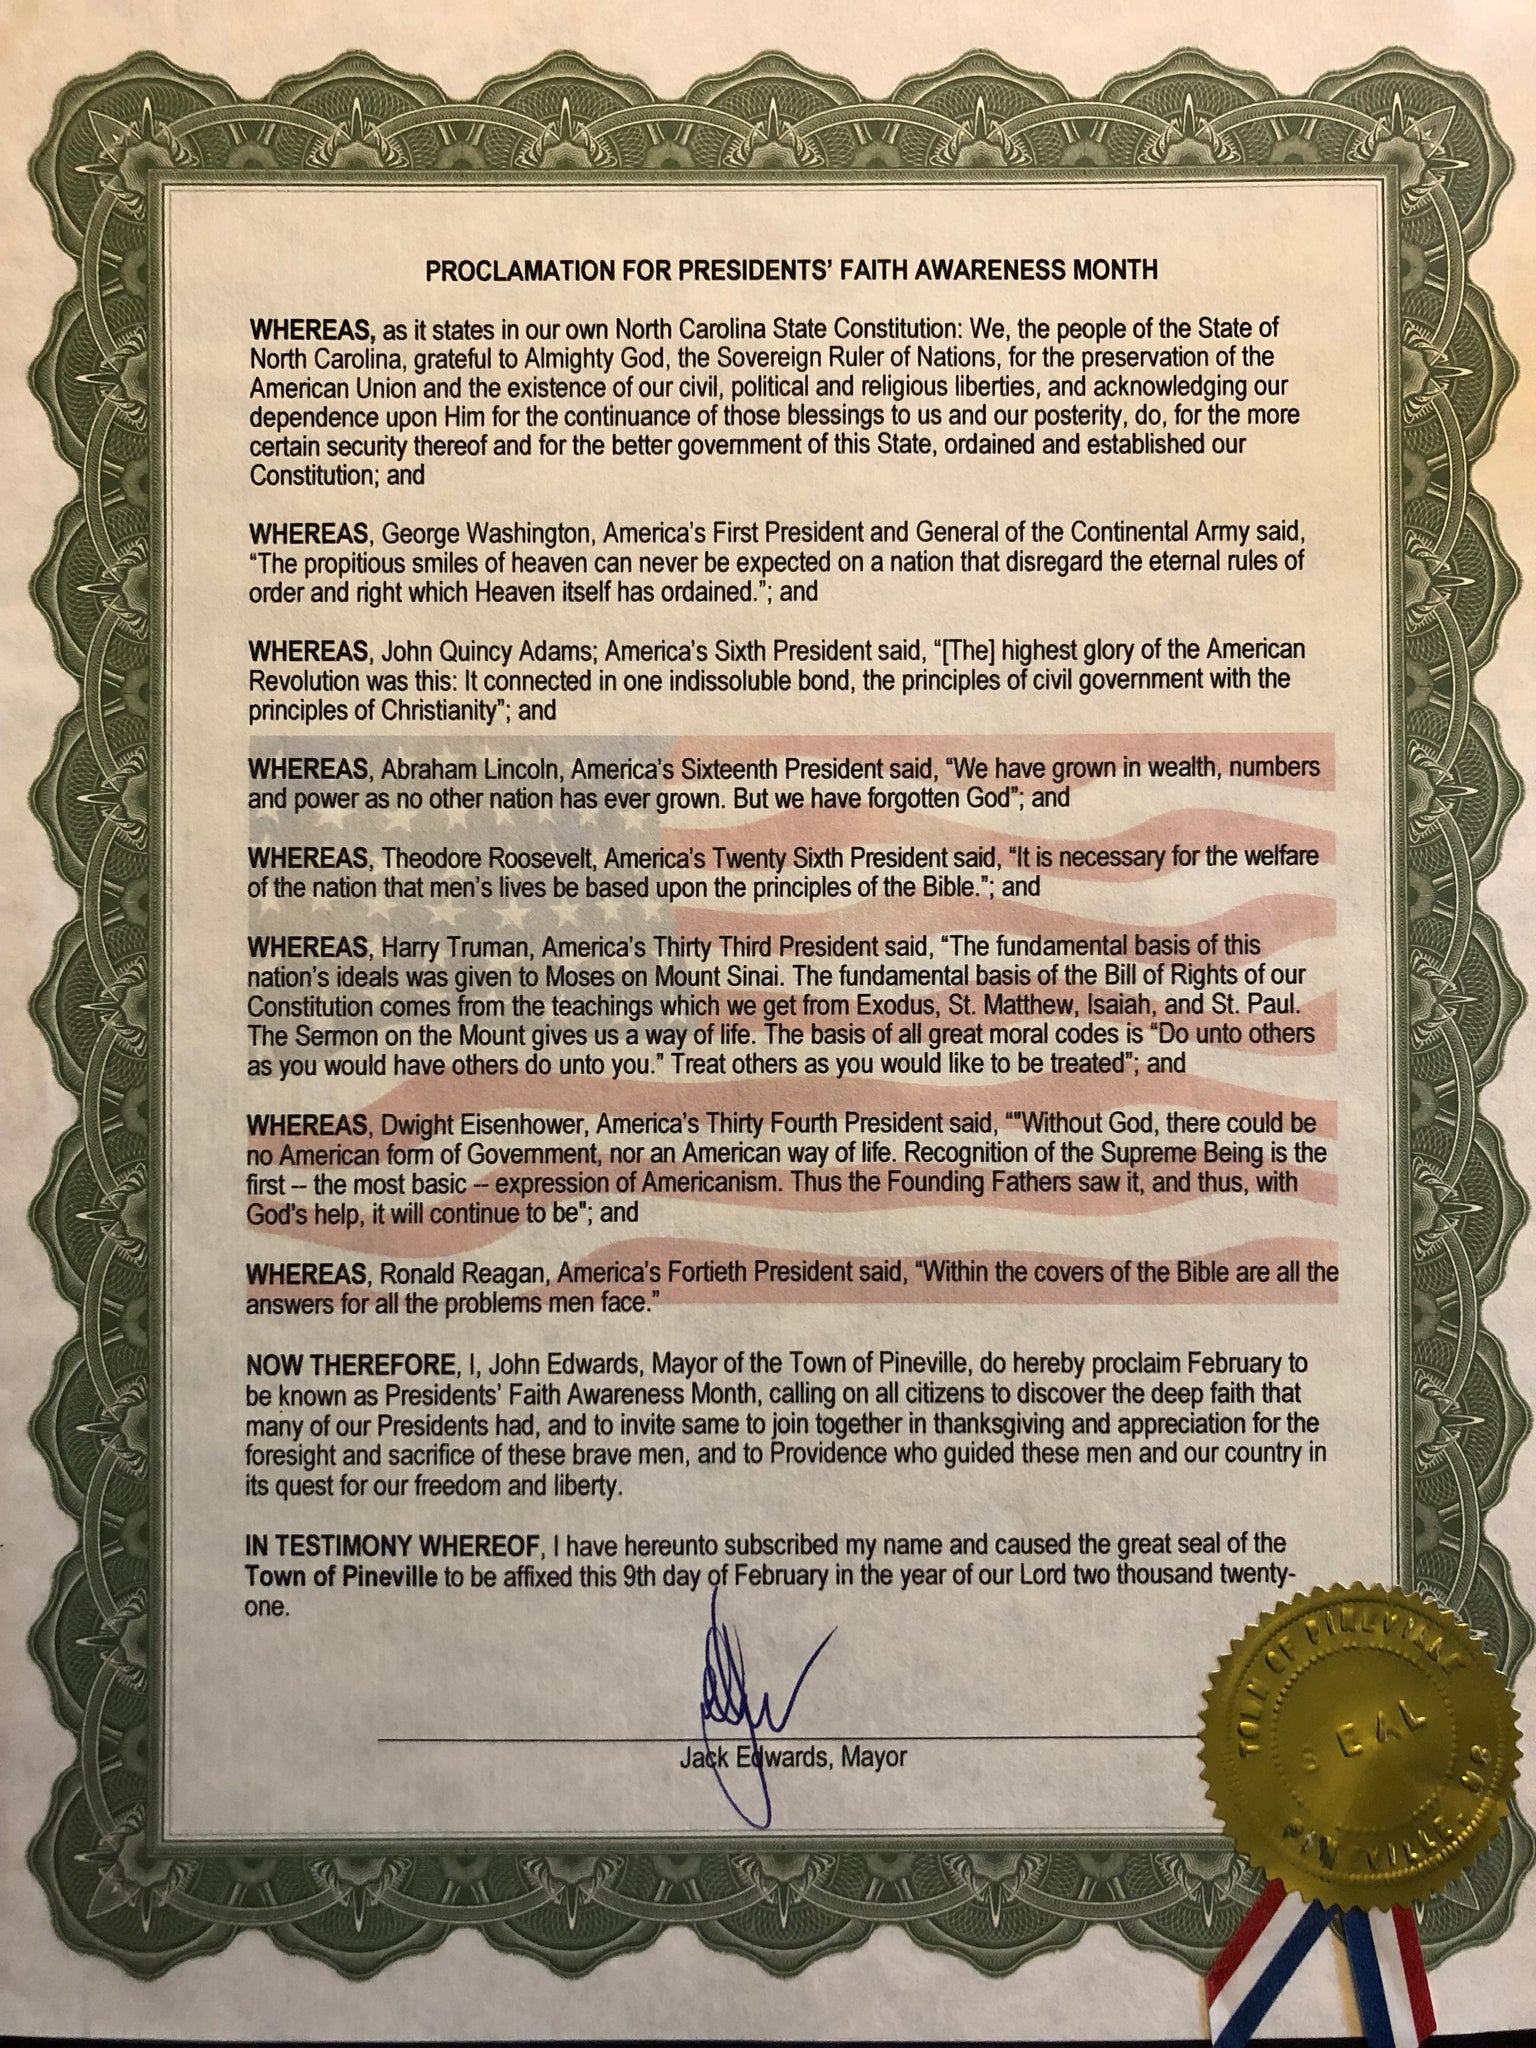 PROCLAMATION FOR PRESIDENTS' FAITH AWARENESS MONTH
WHEREAS, as it states in our own North Carolina State Constitution: We, the people of the State of
North Carolina, grateful to Almighty God, the Sovereign Ruler of Nations, for the preservation of the
American Union and the existence of our civil, political and religious liberties, and acknowledging our
dependence upon Him for the continuance of those blessings to us and our posterity, do, for the more
certain security thereof and for the better government of this State, ordained and established our
Constitution; and
WHEREAS, George Washington, America's First President and General of the Continental Army said,
“The propitious smiles of heaven can never be expected on a nation that disregard the eternal rules of
order and right which Heaven itself has ordained.”; and
WHEREAS, John Quincy Adams; America's Sixth President said, “[The] highest glory of the American
Revolution was this: It connected in one indissoluble bond, the principles of civil government with the
principles of Christianity”; and
WHEREAS, Abraham Lincoln, America's Sixteenth President said, “We have grown in wealth, numbers
and power as no other nation has ever grown. But we have forgotten God”; and
WHEREAS, Theodore Roosevelt, America's Twenty Sixth President said, “It is necessary for the welfare
of the nation that men's lives be based upon the principles of the Bible.”; and
WHEREAS, Harry Truman, America's Thirty Third President said, “The fundamental basis of this
nation's ideals was given to Moses on Mount Sinai. The fundamental basis of the Bill of Rights of our
Constitution comes from the teachings which we get from Exodus, St. Matthew, Isaiah, and St. Paul.
The Sermon on the Mount gives us a way of life. The basis of all great moral codes is “Do unto others
as you would have others do unto you.” Treat others as you would like to be treated”; and
WHEREAS, Dwight Eisenhower, America's Thirty Fourth President said, “"Without God, there could be
no American form of Government, nor an American way of life. Recognition of the Supreme Being is the
first -- the most basic -- expression of Americanism. Thus the Founding Fathers saw it, and thus, with
God's help, it will continue to be"; and
WHEREAS, Ronald Reagan, America's Fortieth President said, “Within the covers of the Bible are all the
answers for all the problems men face.”
NOW THEREFORE, I, John Edwards, Mayor of the Town of Pineville, do hereby proclaim February to
be known as Presidents' Faith Awareness Month, calling on all citizens to discover the deep faith that
many of our Presidents had, and to invite same to join together in thanksgiving and appreciation for the
foresight and sacrifice of these brave men, and to Providence who guided these men and our country in
its quest for our freedom and liberty.
IN TESTIMONY WHEREOF, I have hereunto subscribed my name and caused the great seal of the
Town of Pineville to be affixed this 9th day of February in the year of our Lord two thousand twenty-
one.
Jack Edwards, Mayor
TOWN OF PINEVILLE
SEAL
PINEVILLE, NC